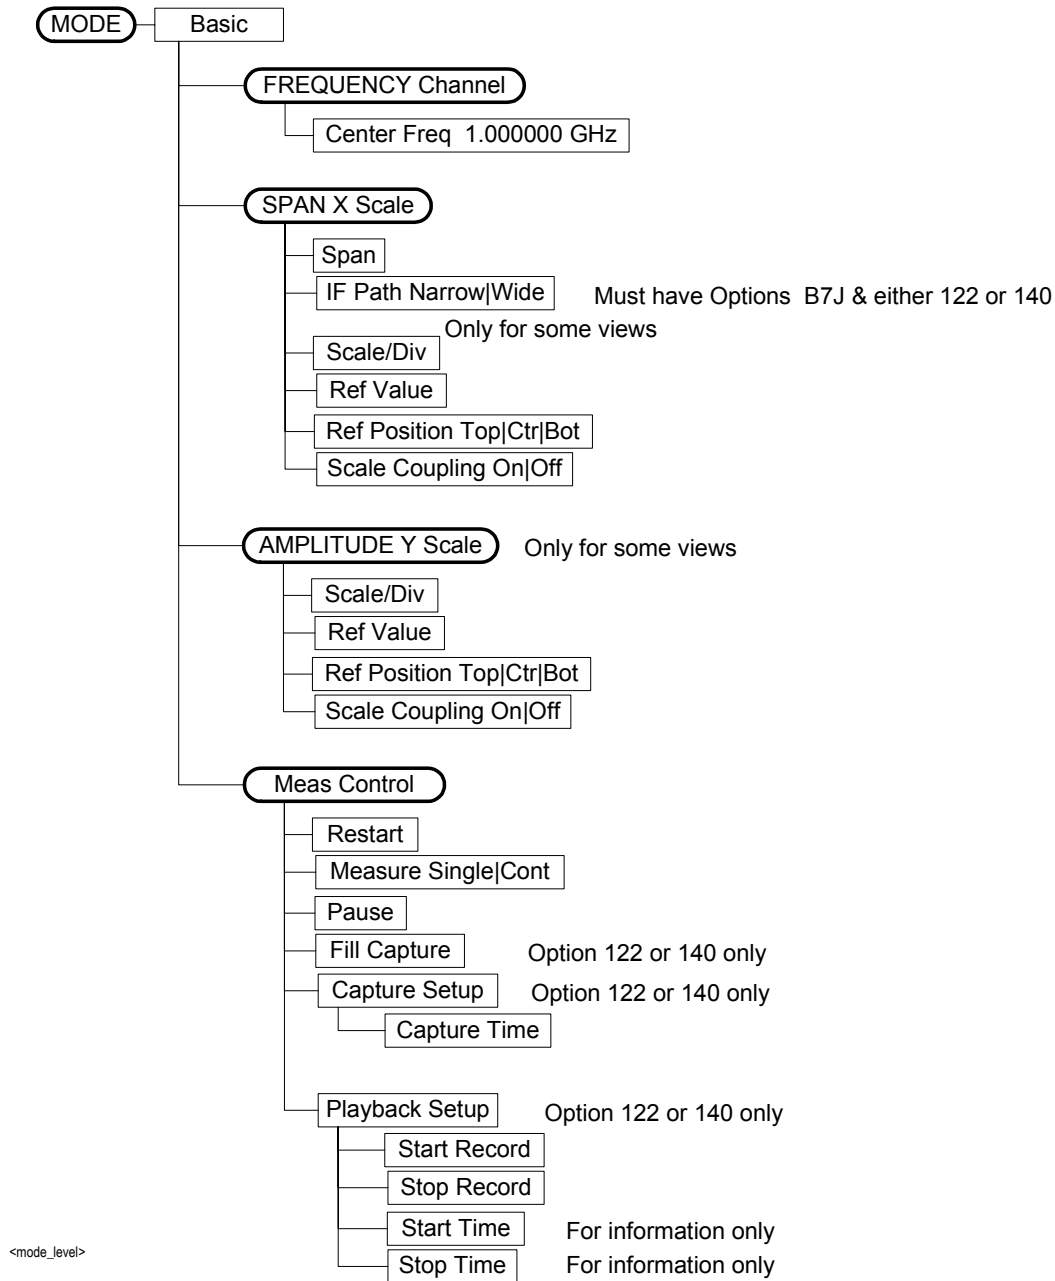 MODE Basic
FREQUENCY Channel
Center Freq 1.000000 GHz
SPAN X Scale
Span
IF Path Narrow|Wide Must have Options B7J & either 122 or 140
Only for some views
Scale/Div
Ref Value
Ref Position Top|Ctr|Bot
Scale Coupling On|Off
AMPLITUDE Y Scale Only for some views
Scale/Div
Ref Value
Ref Position Top|Ctr|Bot
Scale Coupling On|Off
Meas Control
Restart
Measure Single|Cont
Pause
Fill Capture Option 122 or 140 only
Capture Setup Option 122 or 140 only
Capture Time
Playback Setup Option 122 or 140 only
Start Record
Stop Record
Start Time For information only
<mode_level>
Stop Time For information only